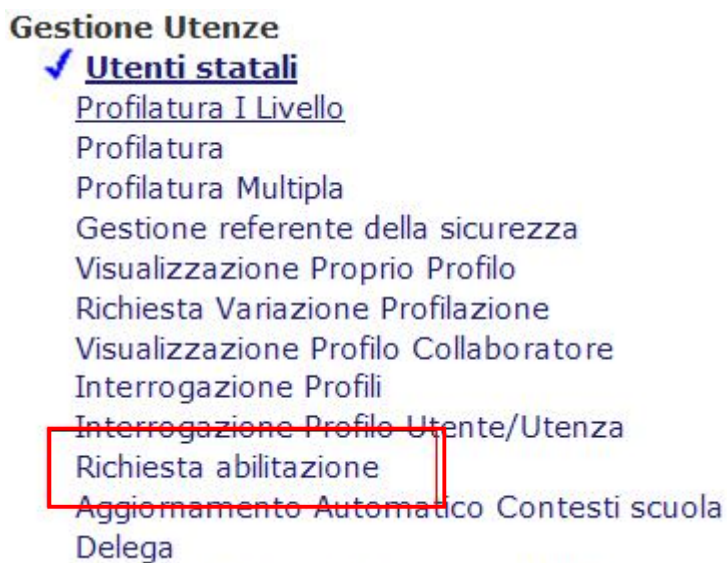 Gestione Utenze
Utenti statali
Profilatura I Livello
Profilatura
Profilatura Multipla
Gestione referente della sicurezza
Visualizzazione Proprio Profilo
Richiesta Variazione Profilazione
Visualizzazione Profilo Collaboratore
Interrogazione Profili
Interrogazione Profilo Utente/Utenza
Richiesta abilitazione
Aggiornamento Automatico Contesti scuola
Delega